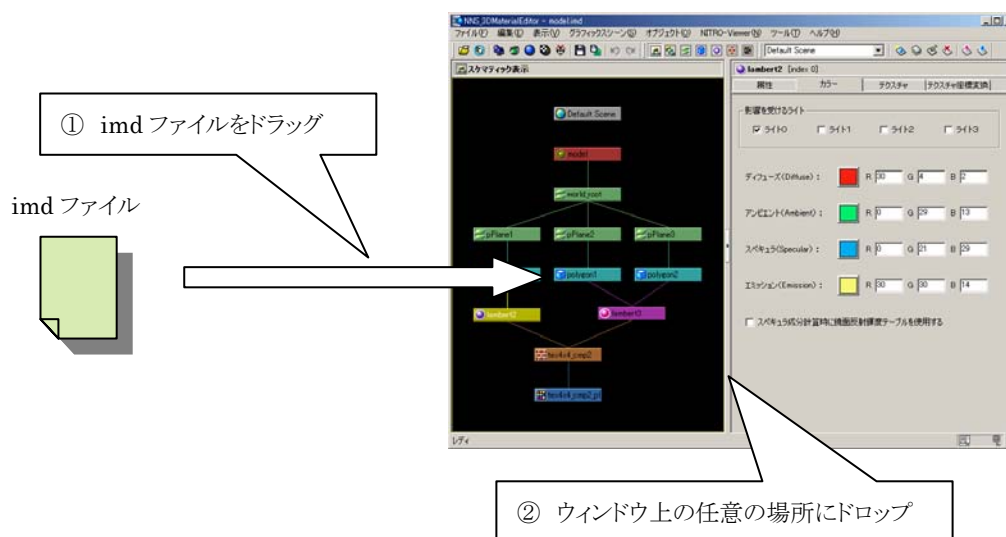 ① imd ファイルをドラッグ
imd ファイル
NNS_3DMaterialEditor - model.imd
ファイル(F) 編集(E) 表示(V) グラフィックスシーン(G) オブジェクト(O) NITRO-Viewer(N) ツール(T) ヘルプ(H)
Default Scene
スケマティック表示
Default Scene
model
world_root
pPlane1 pPlane2 pPlane3
polygon1 polygon2
lambert2 lambert3
tex4x4_cmp2
tex4x4_cmp2_pl
lambert2 [index 0]
属性 カラー テクスチャ テクスチャ座標変換
影響を受けるライト
ライト0 ライト1 ライト2 ライト3
ディフューズ(Diffuse) : R 30 G 4 B 2
アンビエント(Ambient) : R 0 G 29 B 13
スペキュラ(Specular) : R 0 G 21 B 29
エミッション(Emission) : R 30 G 30 B 14
スペキュラ成分計算時に鏡面反射輝度テーブルを使用する
レディ
② ウィンドウ上の任意の場所にドロップ